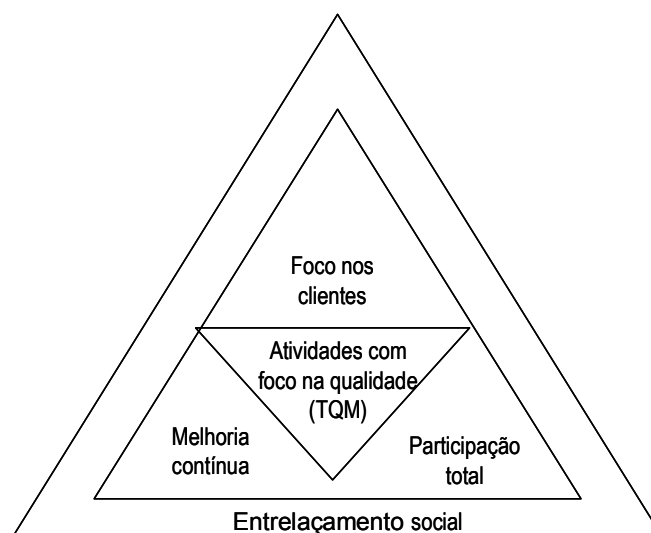 Foco nos
clientes
Atividades com
foco na qualidade
(TQM)
Melhoria
contínua
Participação
total
Entrelaçamento social